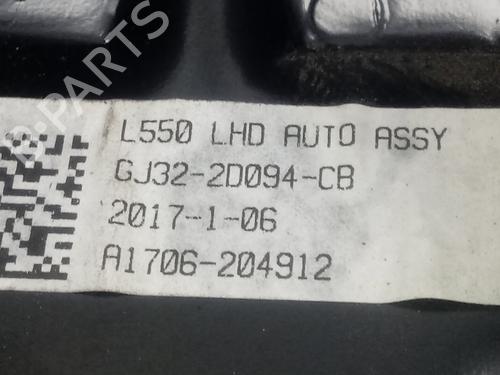 B-PARTS
L550 LHD AUTO ASSY
GJ32-2D094-CB
2017-1-06
A1706-204912